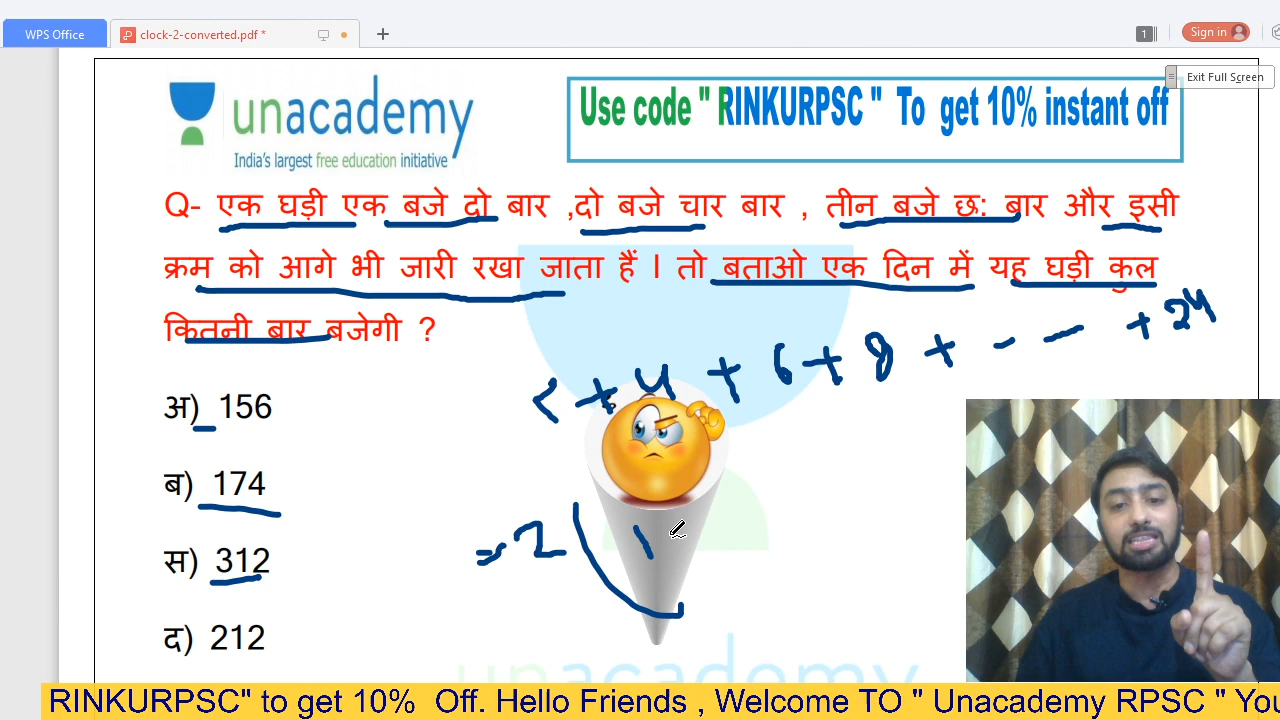 WPS Office
clock-2-converted.pdf *
1
Sign in
Exit Full Screen
unacademy
India's largest free education initiative
Use code " RINKURPSC " To get 10% instant off
Q- एक घड़ी एक बजे दो बार ,दो बजे चार बार , तीन बजे छ: बार और इसी
क्रम को आगे भी जारी रखा जाता हैं । तो बताओ एक दिन में यह घड़ी कुल
कितनी बार बजेगी ?
2 + 4 + 6 + 8 + - - + 24
अ) 156
ब) 174
= 2 ( 1
स) 312
द) 212
unacademy
RINKURPSC" to get 10% Off. Hello Friends , Welcome TO " Unacademy RPSC " You